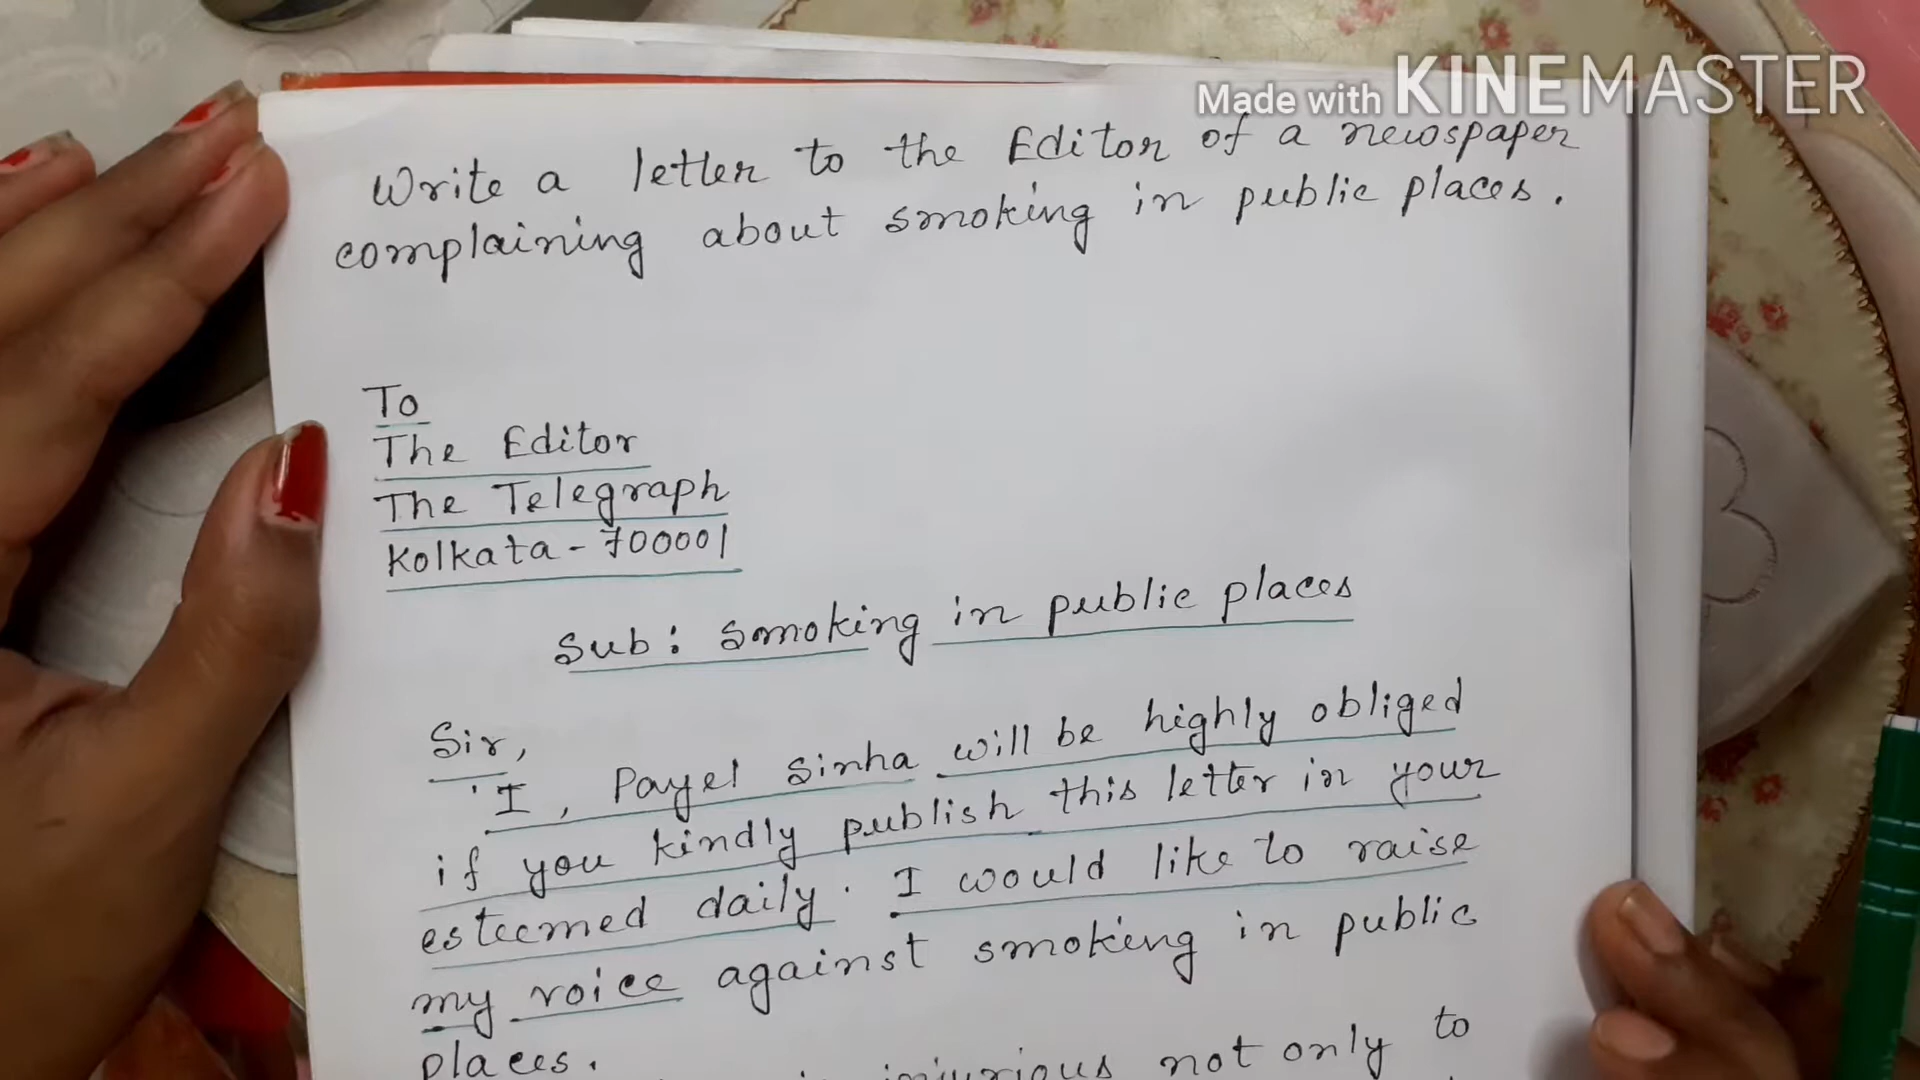 Made with KINEMASTER
Write a letter to the Editor of a newspaper
complaining about smoking in public places.
To
The Editor
The Telegraph
Kolkata - 700001
Sub: Smoking in public places
Sir,
I, Payel Sinha will be highly obliged
if you kindly publish this letter in your
esteemed daily. I would like to raise
my voice against smoking in public
places.
injurious not only to